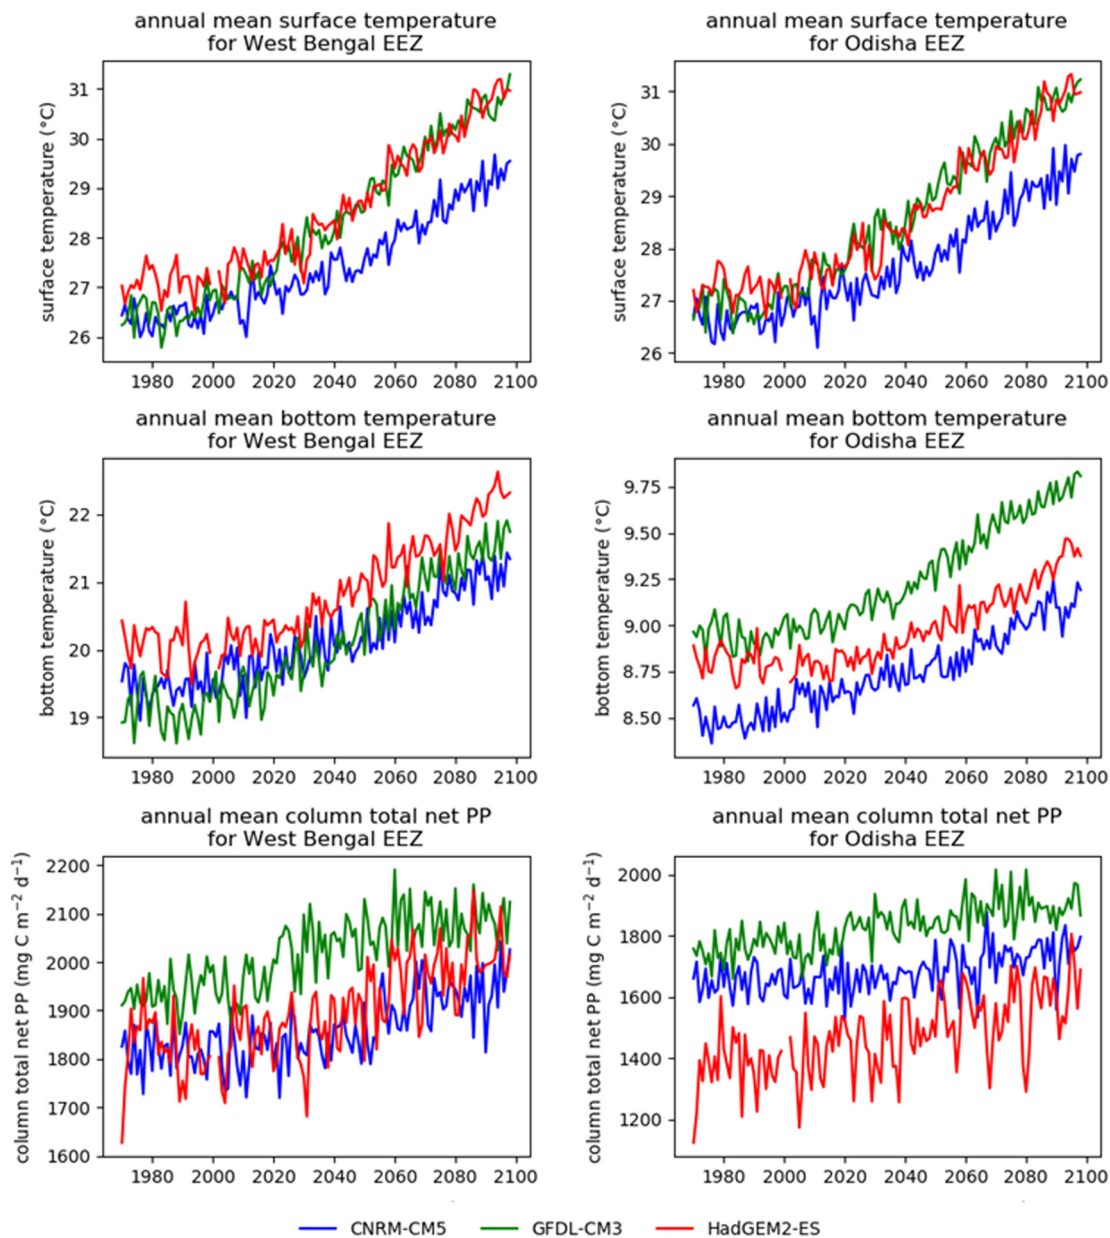 annual mean surface temperature
for West Bengal EEZ
surface temperature (°C)
31
30
29
28
27
26
1980 2000 2020 2040 2060 2080 2100
annual mean surface temperature
for Odisha EEZ
surface temperature (°C)
31
30
29
28
27
26
1980 2000 2020 2040 2060 2080 2100
annual mean bottom temperature
for West Bengal EEZ
bottom temperature (°C)
22
21
20
19
1980 2000 2020 2040 2060 2080 2100
annual mean bottom temperature
for Odisha EEZ
bottom temperature (°C)
9.75
9.50
9.25
9.00
8.75
8.50
1980 2000 2020 2040 2060 2080 2100
annual mean column total net PP
for West Bengal EEZ
column total net PP (mg C m⁻² d⁻¹)
2200
2100
2000
1900
1800
1700
1600
1980 2000 2020 2040 2060 2080 2100
annual mean column total net PP
for Odisha EEZ
column total net PP (mg C m⁻² d⁻¹)
2000
1800
1600
1400
1200
1980 2000 2020 2040 2060 2080 2100
CNRM-CM5 GFDL-CM3 HadGEM2-ES